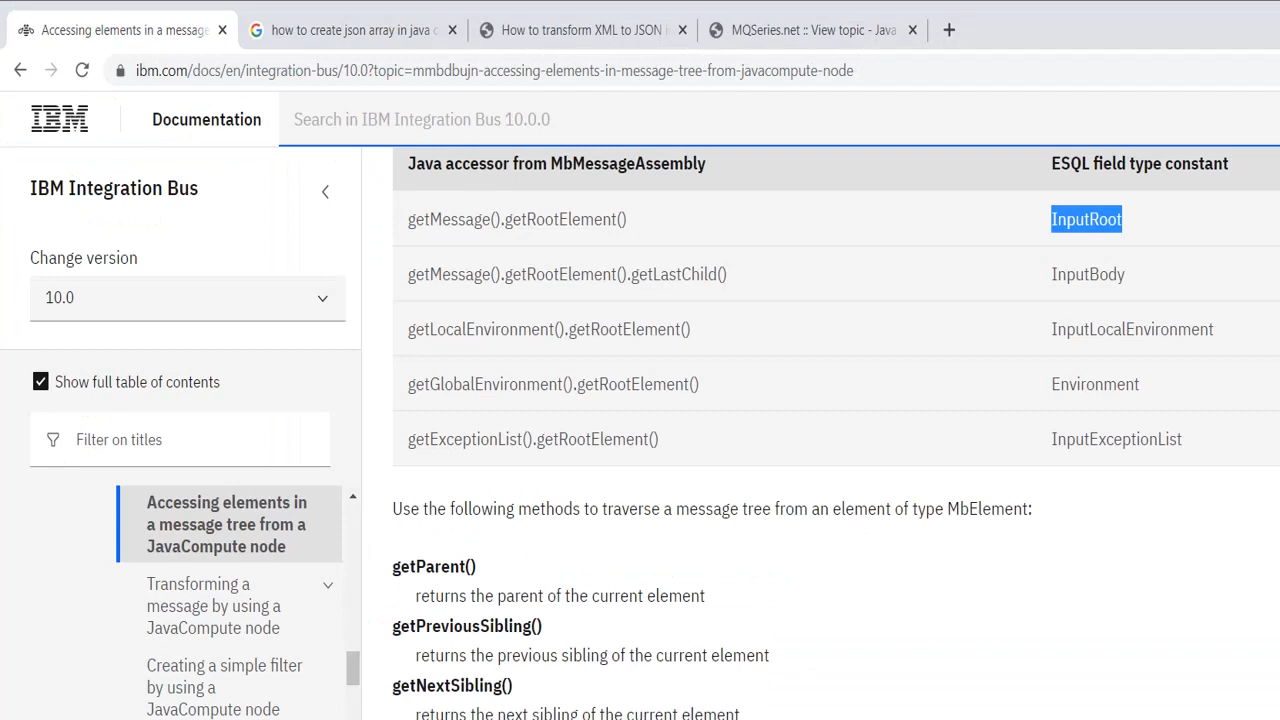 Accessing elements in a message
how to create json array in java c
How to transform XML to JSON i
MQSeries.net :: View topic - Java
ibm.com/docs/en/integration-bus/10.0?topic=mmbdbujn-accessing-elements-in-message-tree-from-javacompute-node
IBM
Documentation
Search in IBM Integration Bus 10.0.0
IBM Integration Bus
Change version
10.0
Show full table of contents
Filter on titles
Accessing elements in
a message tree from a
JavaCompute node
Transforming a
message by using a
JavaCompute node
Creating a simple filter
by using a
JavaCompute node
Java accessor from MbMessageAssembly ESQL field type constant
getMessage().getRootElement() InputRoot
getMessage().getRootElement().getLastChild() InputBody
getLocalEnvironment().getRootElement() InputLocalEnvironment
getGlobalEnvironment().getRootElement() Environment
getExceptionList().getRootElement() InputExceptionList
Use the following methods to traverse a message tree from an element of type MbElement:
getParent()
returns the parent of the current element
getPreviousSibling()
returns the previous sibling of the current element
getNextSibling()
returns the next sibling of the current element